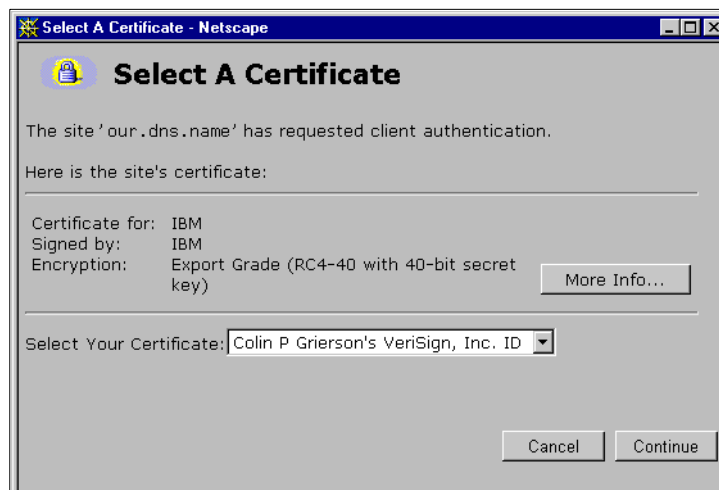 Select A Certificate - Netscape
Select A Certificate
The site 'our.dns.name' has requested client authentication.
Here is the site's certificate:
Certificate for: IBM
Signed by: IBM
Encryption: Export Grade (RC4-40 with 40-bit secret
key)
More Info...
Select Your Certificate: Colin P Grierson's VeriSign, Inc. ID
Cancel Continue